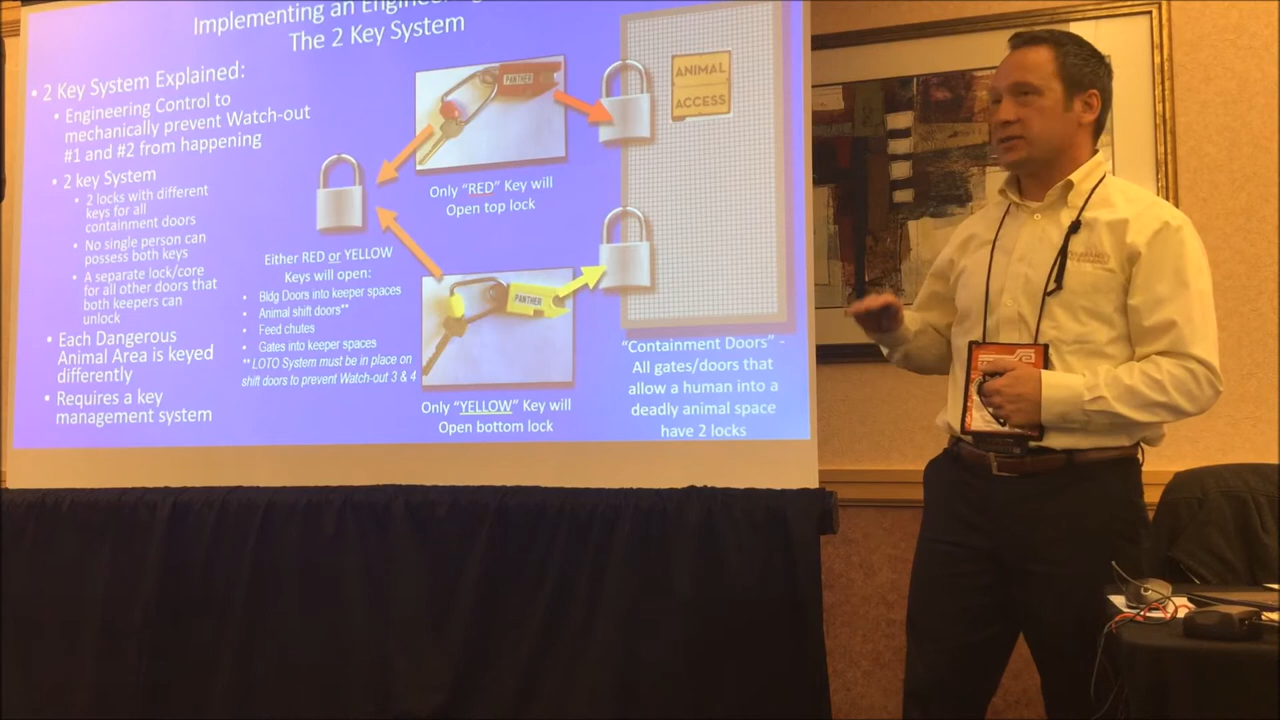 Implementing an Engineering
The 2 Key System
• 2 Key System Explained:
• Engineering Control to
mechanically prevent Watch-out
#1 and #2 from happening
• 2 key System
• 2 locks with different
keys for all
containment doors
• No single person can
possess both keys
• A separate lock/core
for all other doors that
both keepers can
unlock
• Each Dangerous
Animal Area is keyed
differently
• Requires a key
management system
Either RED or YELLOW
Keys will open:
• Bldg Doors into keeper spaces
• Animal shift doors**
• Feed chutes
• Gates into keeper spaces
** LOTO System must be in place on
shift doors to prevent Watch-out 3 & 4
PANTHER
Only “RED” Key will
Open top lock
PANTHER
Only “YELLOW” Key will
Open bottom lock
ANIMAL
ACCESS
“Containment Doors” -
All gates/doors that
allow a human into a
deadly animal space
have 2 locks